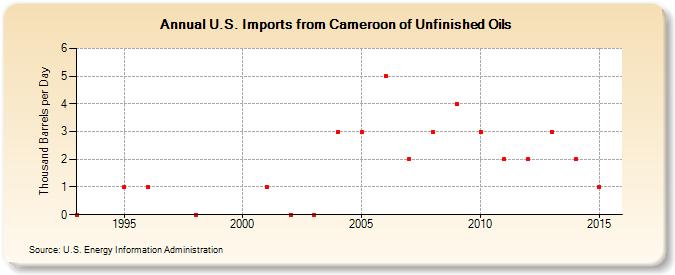 Annual U.S. Imports from Cameroon of Unfinished Oils
Thousand Barrels per Day
6
5
4
3
2
1
0
1995 2000 2005 2010 2015
Source: U.S. Energy Information Administration